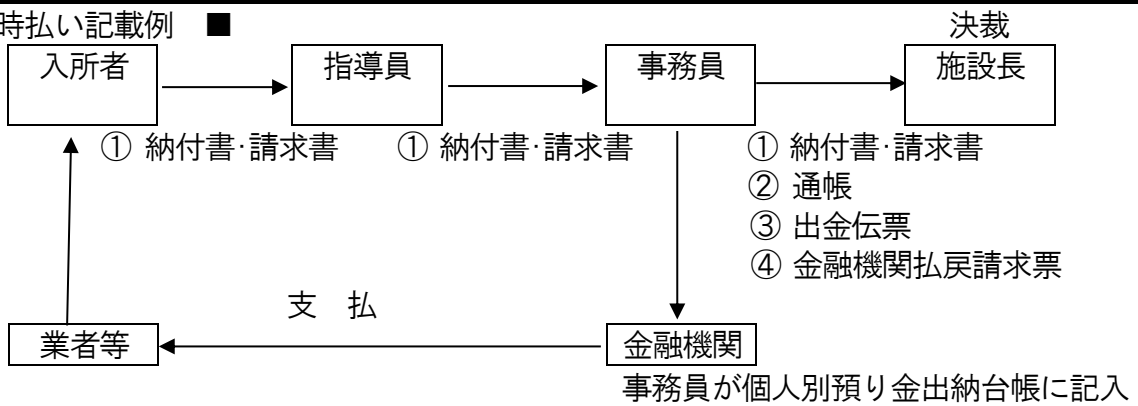 時払い記載例 ■
決裁
入所者
指導員
事務員
施設長
① 納付書・請求書
① 納付書・請求書
① 納付書・請求書
② 通帳
③ 出金伝票
④ 金融機関払戻請求票
支 払
業者等
金融機関
事務員が個人別預り金出納台帳に記入